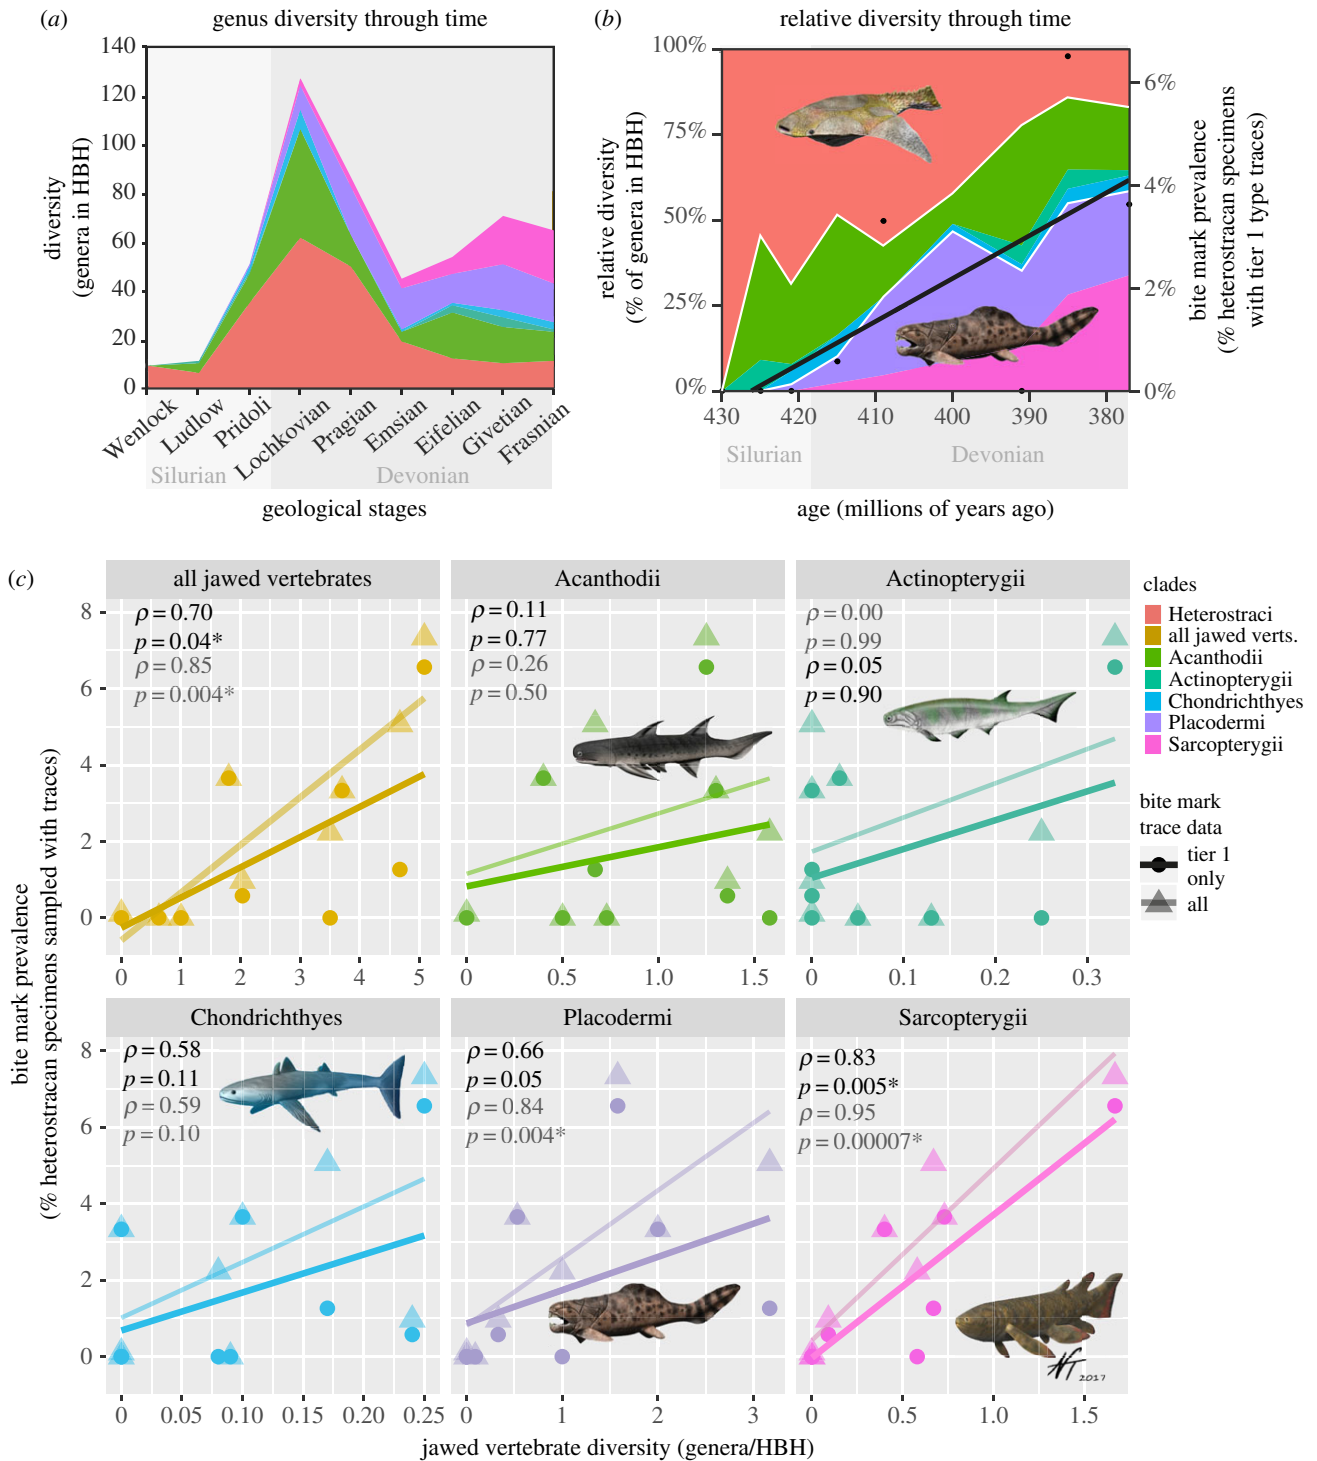 (a)
genus diversity through time
140
120
100
80
60
40
20
0
diversity
(genera in HBH)
Wenlock
Ludlow
Pridoli
Lochkovian
Pragian
Emsian
Eifelian
Givetian
Frasnian
Silurian
Devonian
geological stages
(b)
relative diversity through time
100%
75%
50%
25%
0%
relative diversity
(% of genera in HBH)
6%
4%
2%
0%
bite mark prevalence
(% heterostracan specimens
with tier 1 type traces)
430 420 410 400 390 380
Silurian
Devonian
age (millions of years ago)
(c)
bite mark prevalence
(% heterostracan specimens sampled with traces)
all jawed vertebrates
ρ = 0.70
p = 0.04*
ρ = 0.85
p = 0.004*
8
6
4
2
0
0 1 2 3 4 5
Acanthodii
ρ = 0.11
p = 0.77
ρ = 0.26
p = 0.50
0 0.5 1.0 1.5
Actinopterygii
ρ = 0.00
p = 0.99
ρ = 0.05
p = 0.90
0 0.1 0.2 0.3
Chondrichthyes
ρ = 0.58
p = 0.11
ρ = 0.59
p = 0.10
8
6
4
2
0
0 0.05 0.10 0.15 0.20 0.25
Placodermi
ρ = 0.66
p = 0.05
ρ = 0.84
p = 0.004*
0 1 2 3
Sarcopterygii
ρ = 0.83
p = 0.005*
ρ = 0.95
p = 0.00007*
NT 2017
0 0.5 1.0 1.5
jawed vertebrate diversity (genera/HBH)
clades
Heterostraci
all jawed verts.
Acanthodii
Actinopterygii
Chondrichthyes
Placodermi
Sarcopterygii
bite mark
trace data
tier 1
only
all